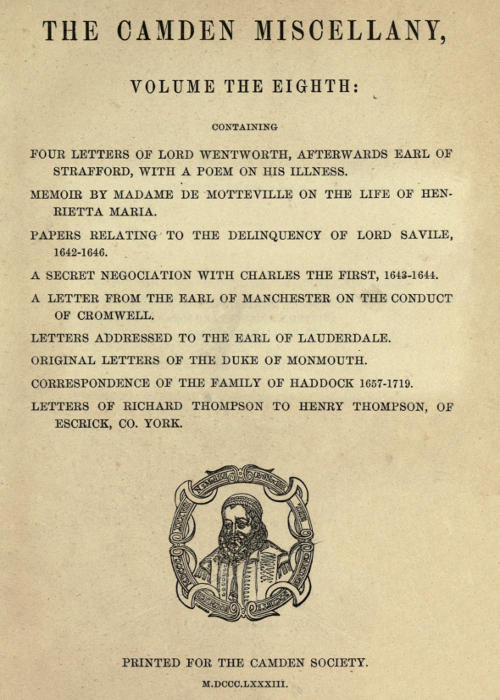 THE CAMDEN MISCELLANY,
VOLUME THE EIGHTH:
CONTAINING
FOUR LETTERS OF LORD WENTWORTH, AFTERWARDS EARL OF
STRAFFORD, WITH A POEM ON HIS ILLNESS.
MEMOIR BY MADAME DE MOTTEVILLE ON THE LIFE OF HEN-
RIETTA MARIA.
PAPERS RELATING TO THE DELINQUENCY OF LORD SAVILE,
1642-1646.
A SECRET NEGOCIATION WITH CHARLES THE FIRST, 1643-1644.
A LETTER FROM THE EARL OF MANCHESTER ON THE CONDUCT
OF CROMWELL.
LETTERS ADDRESSED TO THE EARL OF LAUDERDALE.
ORIGINAL LETTERS OF THE DUKE OF MONMOUTH.
CORRESPONDENCE OF THE FAMILY OF HADDOCK 1657-1719.
LETTERS OF RICHARD THOMPSON TO HENRY THOMPSON, OF
ESCRICK, CO. YORK.
PRINTED FOR THE CAMDEN SOCIETY.
M.DCCC.LXXXIII.